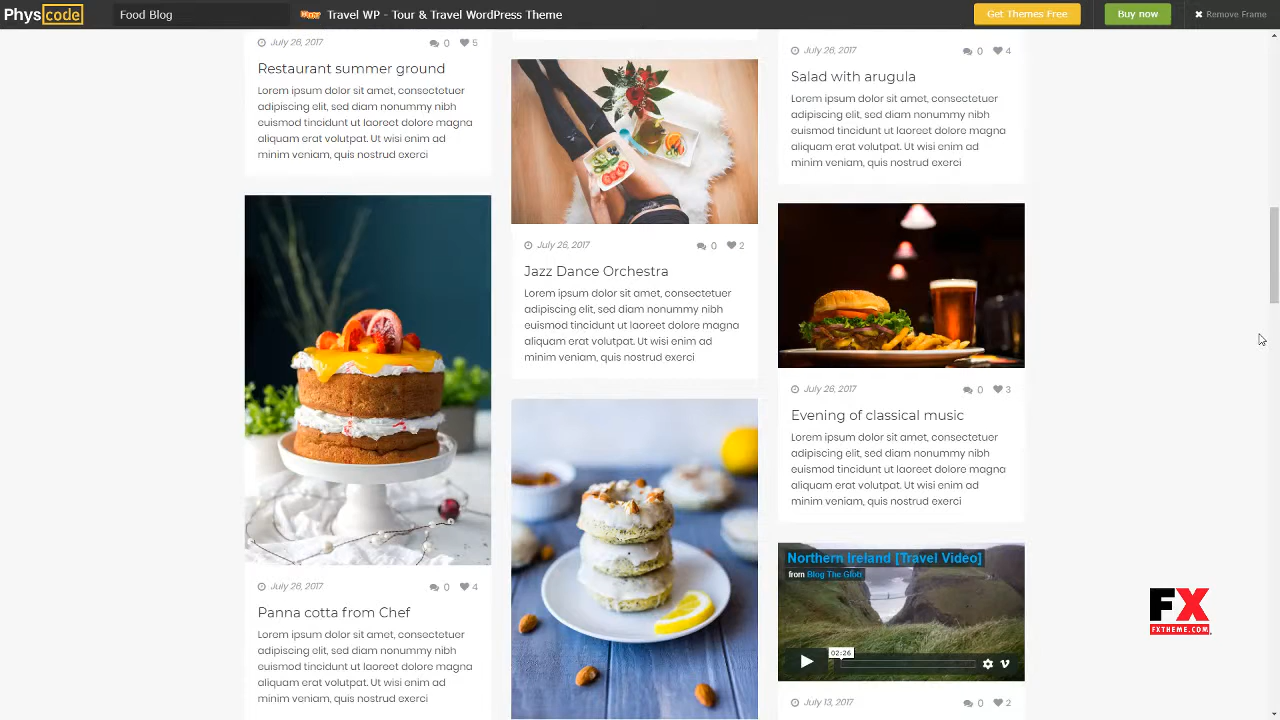 Phys code
Food Blog
P - Tour Travel WordPress Theme
Get Themes Free
Buy now
Remove Frame
July 26, 2017 0 5
Restaurant summer ground
Lorem ipsum dolor sit amet, consectetuer
adipiscing elit, sed diam nonummy nibh
euismod tincidunt ut laoreet dolore magna
aliquam erat volutpat. Ut wisi enim ad
minim veniam, quis nostrud exerci
July 26, 2017 0 4
Panna cotta from Chef
Lorem ipsum dolor sit amet, consectetuer
adipiscing elit, sed diam nonummy nibh
euismod tincidunt ut laoreet dolore magna
aliquam erat volutpat. Ut wisi enim ad
minim veniam, quis nostrud exerci
July 26, 2017 0 2
Jazz Dance Orchestra
Lorem ipsum dolor sit amet, consectetuer
adipiscing elit, sed diam nonummy nibh
euismod tincidunt ut laoreet dolore magna
aliquam erat volutpat. Ut wisi enim ad
minim veniam, quis nostrud exerci
July 26, 2017 0 4
Salad with arugula
Lorem ipsum dolor sit amet, consectetuer
adipiscing elit, sed diam nonummy nibh
euismod tincidunt ut laoreet dolore magna
aliquam erat volutpat. Ut wisi enim ad
minim veniam, quis nostrud exerci
July 26, 2017 0 3
Evening of classical music
Lorem ipsum dolor sit amet, consectetuer
adipiscing elit, sed diam nonummy nibh
euismod tincidunt ut laoreet dolore magna
aliquam erat volutpat. Ut wisi enim ad
minim veniam, quis nostrud exerci
Northern Ireland [Travel Video]
from Blog The Glotr
02:26
July 13, 2017 0 2
FX
FXTHEME.COM